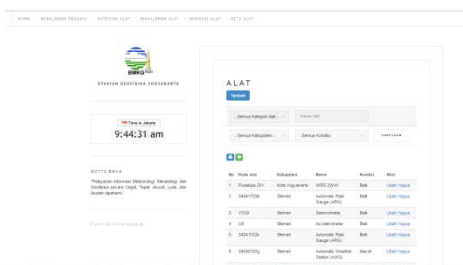 HOME
MANAJEMEN PEGAWAI
KATEGORI ALAT
MANAJEMEN ALAT
INSPEKSI ALAT
PETA ALAT
BMKG
STASIUN GEOFISIKA YOGYAKARTA
Time in Jakarta
9:44:31 am
MOTTO BMKG
"Pelayanan informasi Meteorologi, Klimatologi, dan
Geofisika secara Cepat, Tepat, Akurat, Luas, dan
Mudah dipahami."
ALAT
Tambah
- Semua Kategori Alat -
Nama Alat
- Semua Kabupaten -
- Semua Kondisi -
No Kode alat Kabupaten Nama Kondisi Aksi
1 Kota Yogyakarta Baik Ubah Hapus
2 Sleman Automatic Rain Baik Ubah Hapus
Gauge (ARG)
3 YOGI Sleman Seismometer Baik Ubah Hapus
4 Sleman Accelerometer Baik Ubah Hapus
5 Sleman Automatic Rain Baik Ubah Hapus
Gauge (ARG)
6 Sleman Automatic Weather Ubah Hapus
Station (AWS)